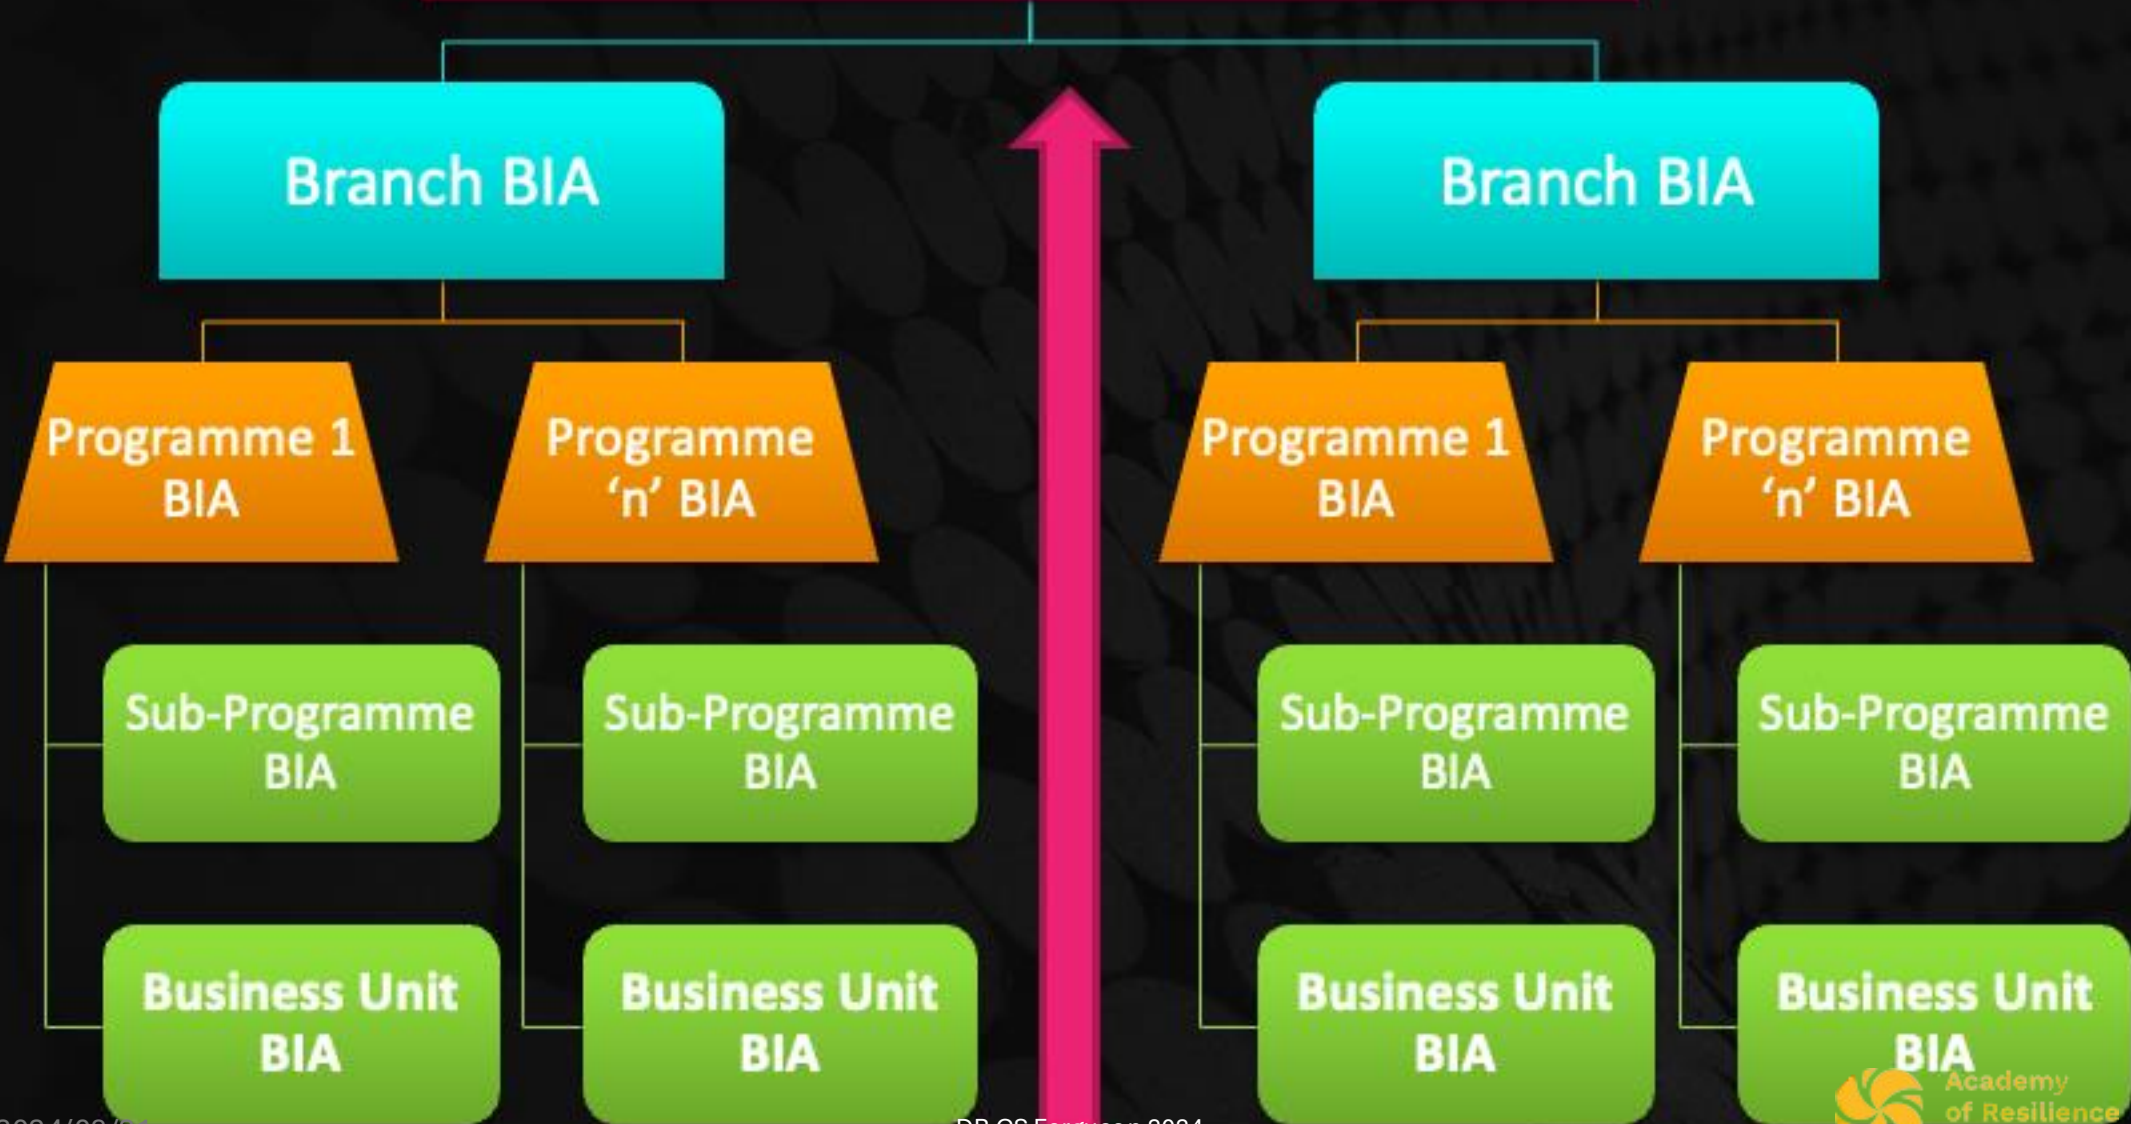 Branch BIA
Branch BIA
Programme 1
BIA
Programme
‘n’ BIA
Programme 1
BIA
Programme
‘n’ BIA
Sub-Programme
BIA
Sub-Programme
BIA
Sub-Programme
BIA
Sub-Programme
BIA
Business Unit
BIA
Business Unit
BIA
Business Unit
BIA
Business Unit
BIA
Academy
of Resilience